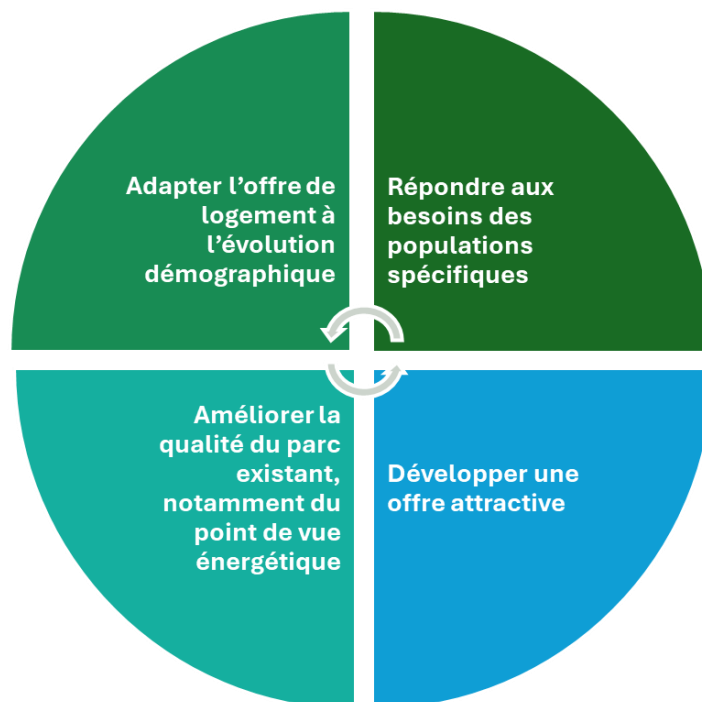 Adapter l’offre de
logement à
l’évolution
démographique
Répondre aux
besoins des
populations
spécifiques
Améliorer la
qualité du parc
existant,
notamment du
point de vue
énergétique
Développer une
offre attractive